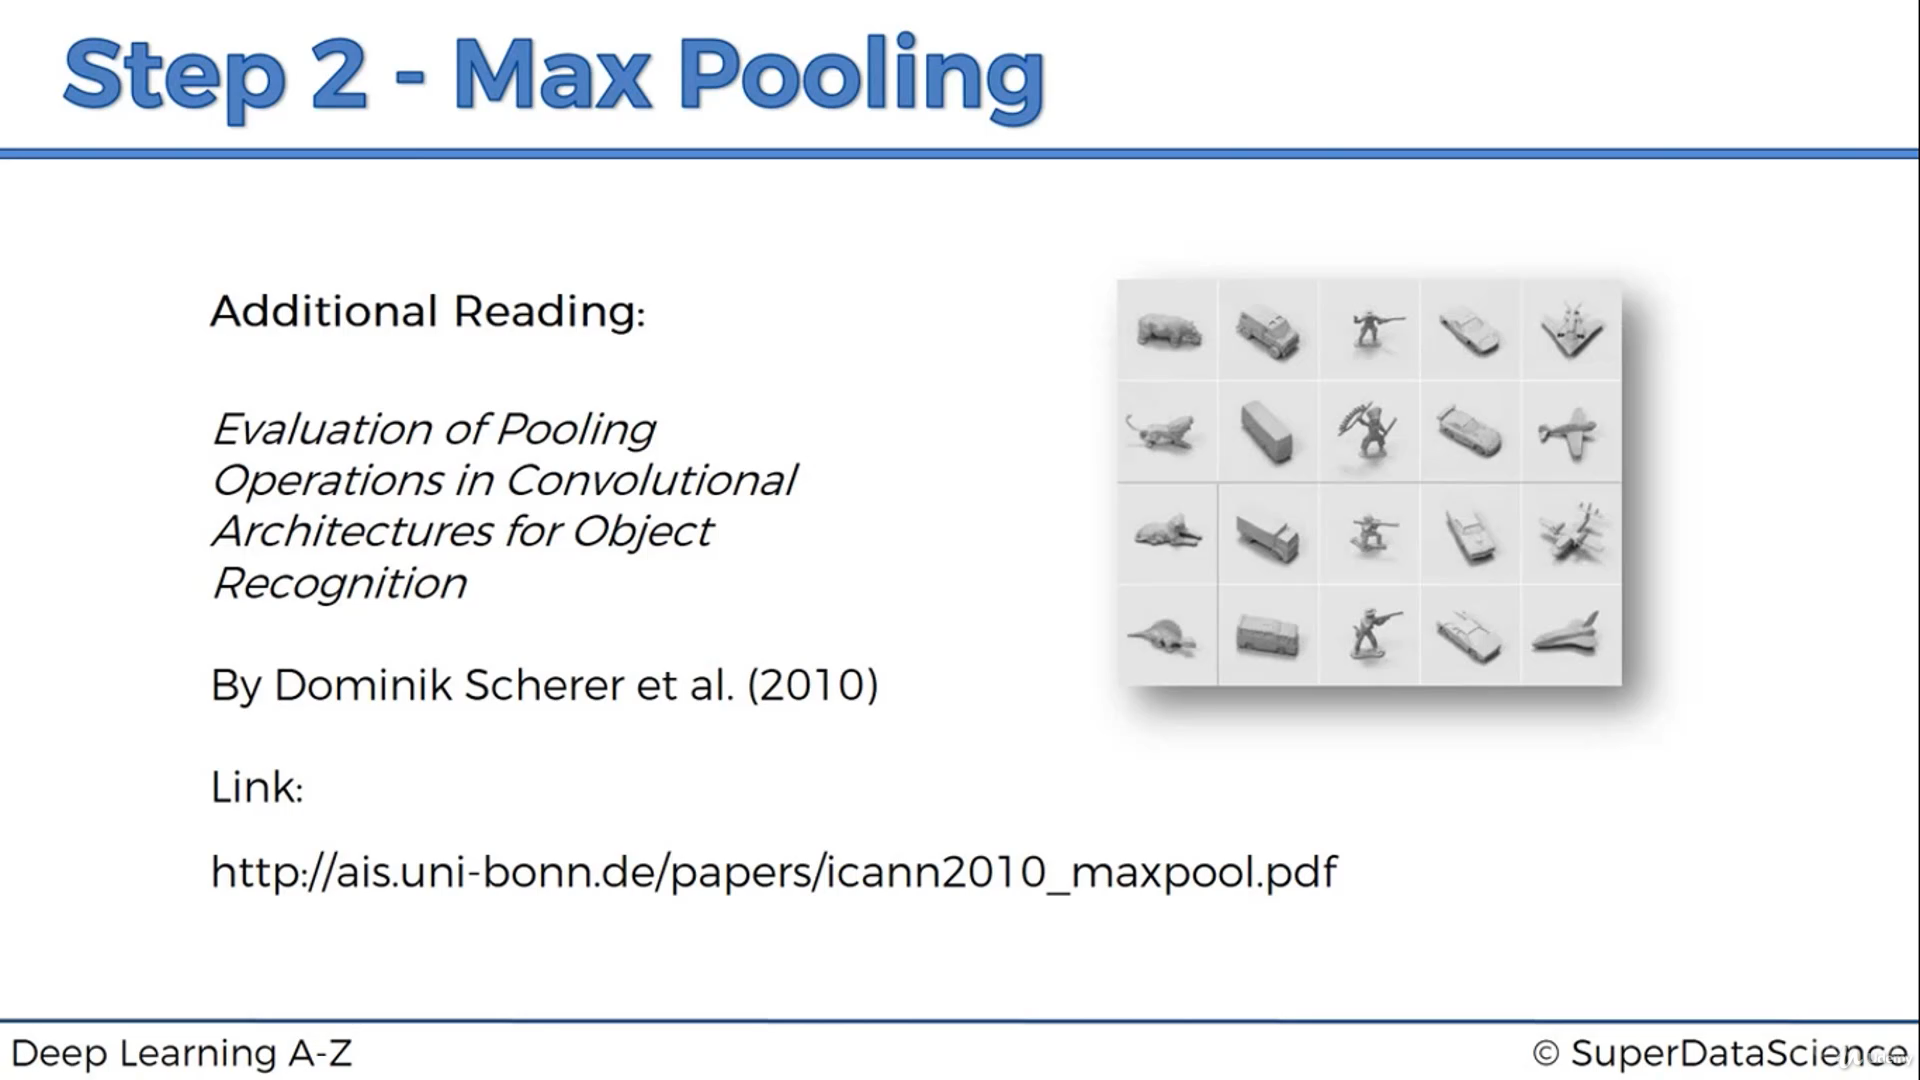 Step 2 - Max Pooling
Additional Reading:
Evaluation of Pooling
Operations in Convolutional
Architectures for Object
Recognition
By Dominik Scherer et al. (2010)
Link:
http://ais.uni-bonn.de/papers/icann2010_maxpool.pdf
Deep Learning A-Z
© SuperDataScience